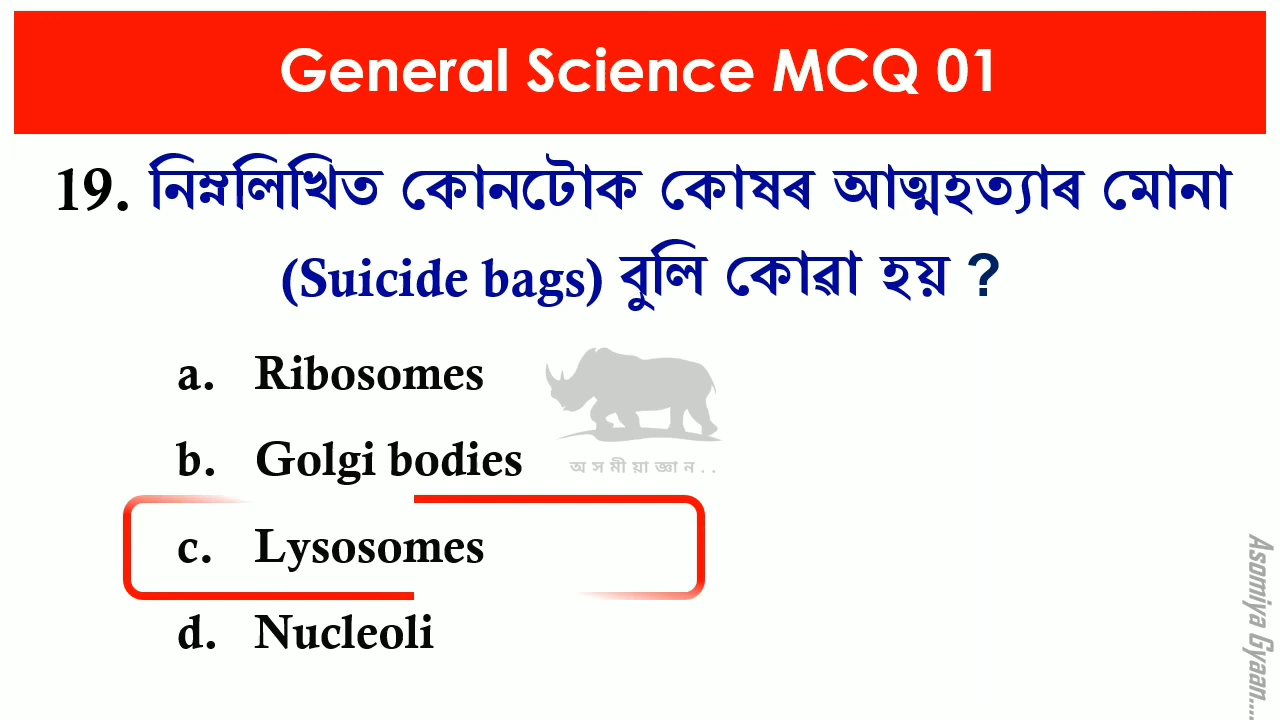 General Science MCQ 01
19. নিম্নলিখিত কোনটোক কোষৰ আত্মহত্যাৰ মোনা
(Suicide bags) বুলি কোৱা হয় ?
a. Ribosomes
b. Golgi bodies
অসমীয়া জ্ঞান..
c. Lysosomes
d. Nucleoli
Asomiya Gyaan....